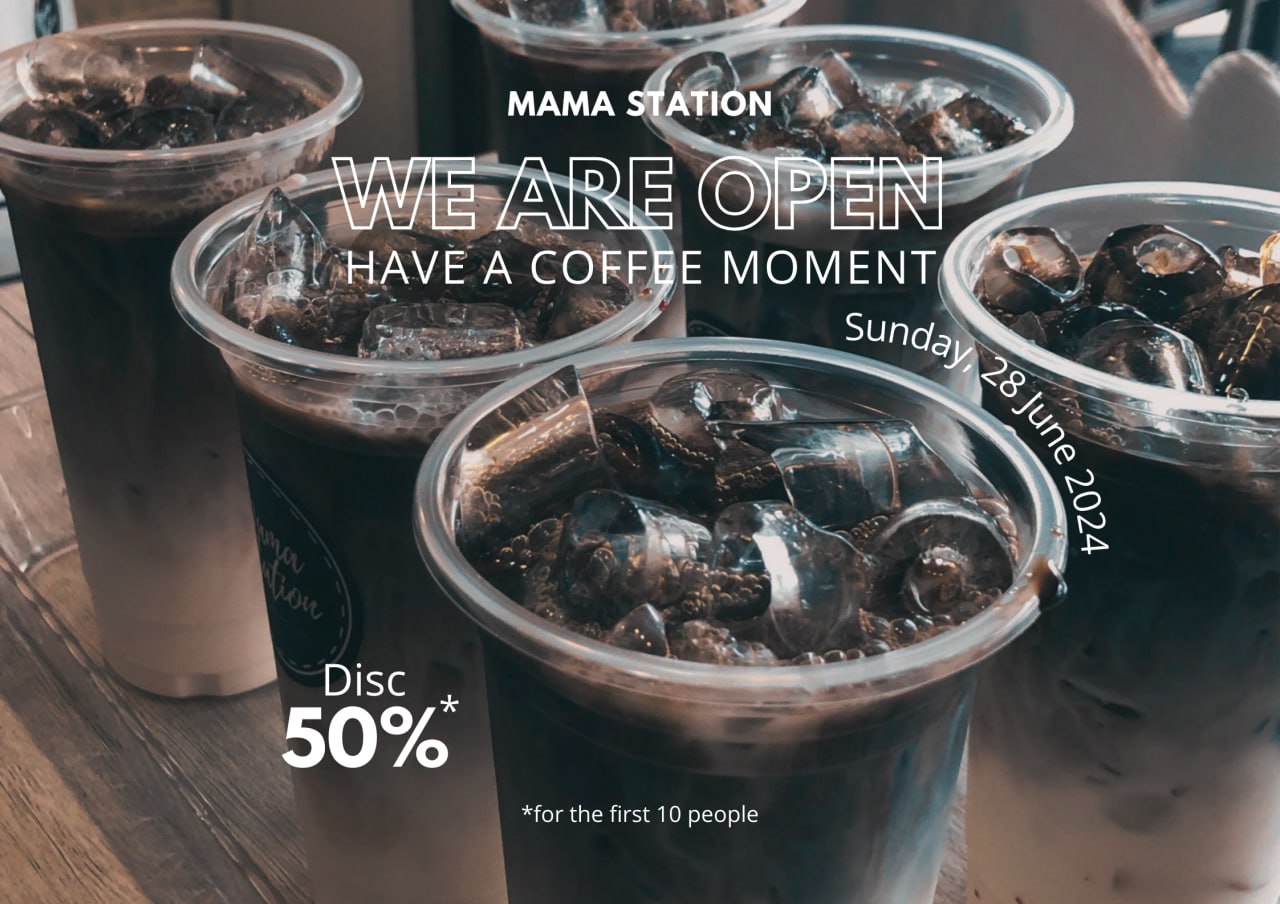 MAMA STATION
WE ARE OPEN
HAVE A COFFEE MOMENT
Sunday, 28 June 2024
Disc
50%*
*for the first 10 people